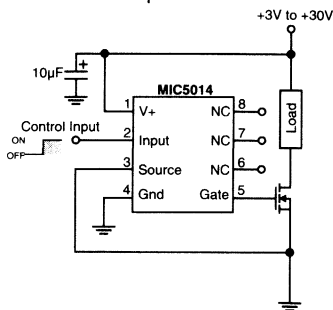 +3V to +30V
10µF
+
MIC5014
1 V+ NC 8
Control Input
ON
OFF
2 Input NC 7
3 Source NC 6
4 Gnd Gate 5
Load